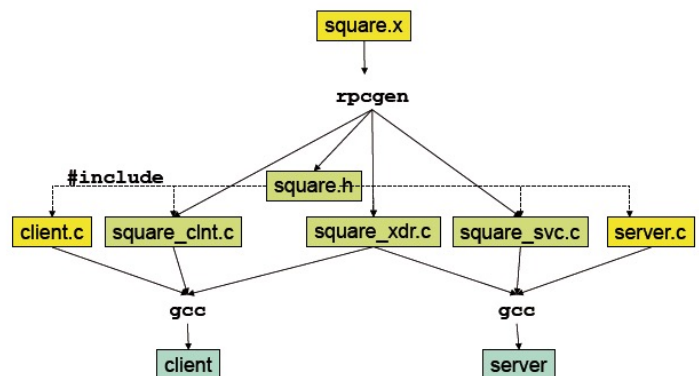 square.x
rpcgen
#include
square.h
client.c square_clnt.c square_xdr.c square_svc.c server.c
gcc gcc
client server